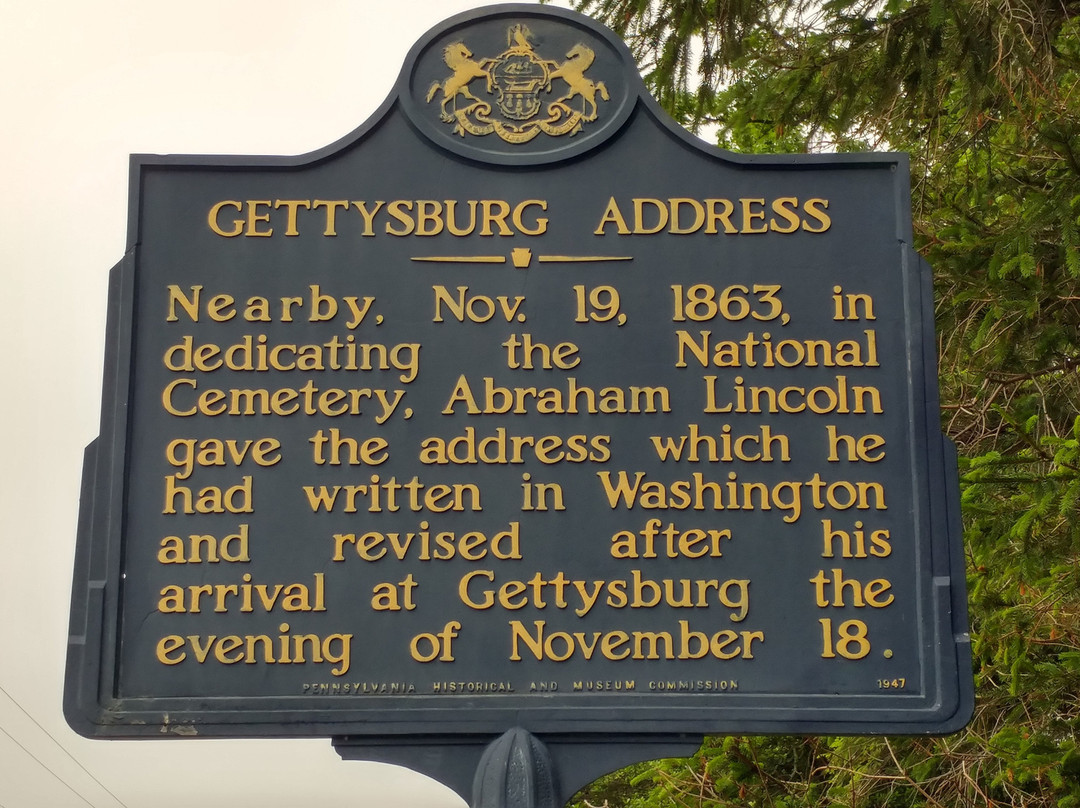 GETTYSBURG ADDRESS
Nearby, Nov. 19, 1863, in
dedicating the National
Cemetery, Abraham Lincoln
gave the address which he
had written in Washington
and revised after his
arrival at Gettysburg the
evening of November 18.
PENNSYLVANIA HISTORICAL AND MUSEUM COMMISSION 1947